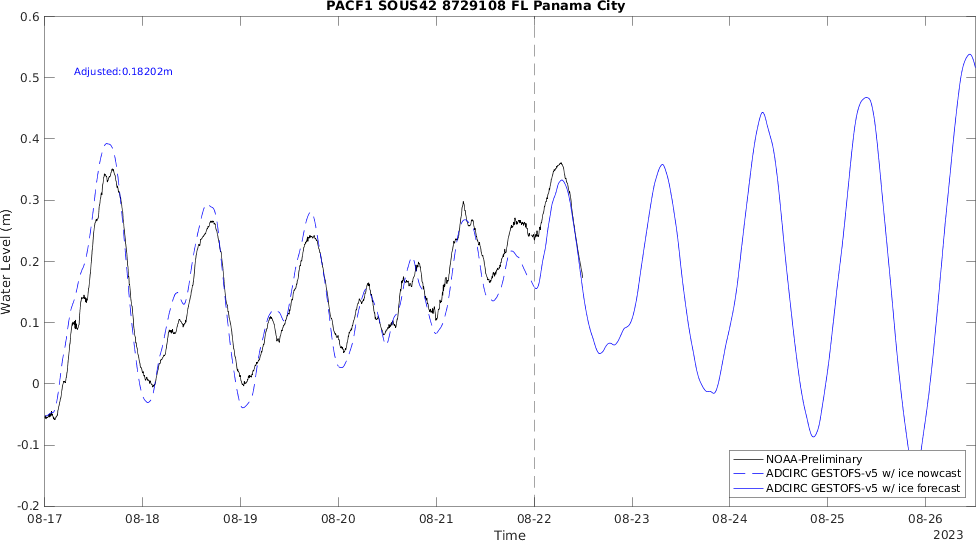 PACF1 SOUS42 8729108 FL Panama City
Adjusted:0.18202m
Water Level (m)
0.6
0.5
0.4
0.3
0.2
0.1
0
-0.1
-0.2
08-17 08-18 08-19 08-20 08-21 08-22 08-23 08-24 08-25 08-26
Time
2023
NOAA-Preliminary
ADCIRC GESTOFS-v5 w/ ice nowcast
ADCIRC GESTOFS-v5 w/ ice forecast